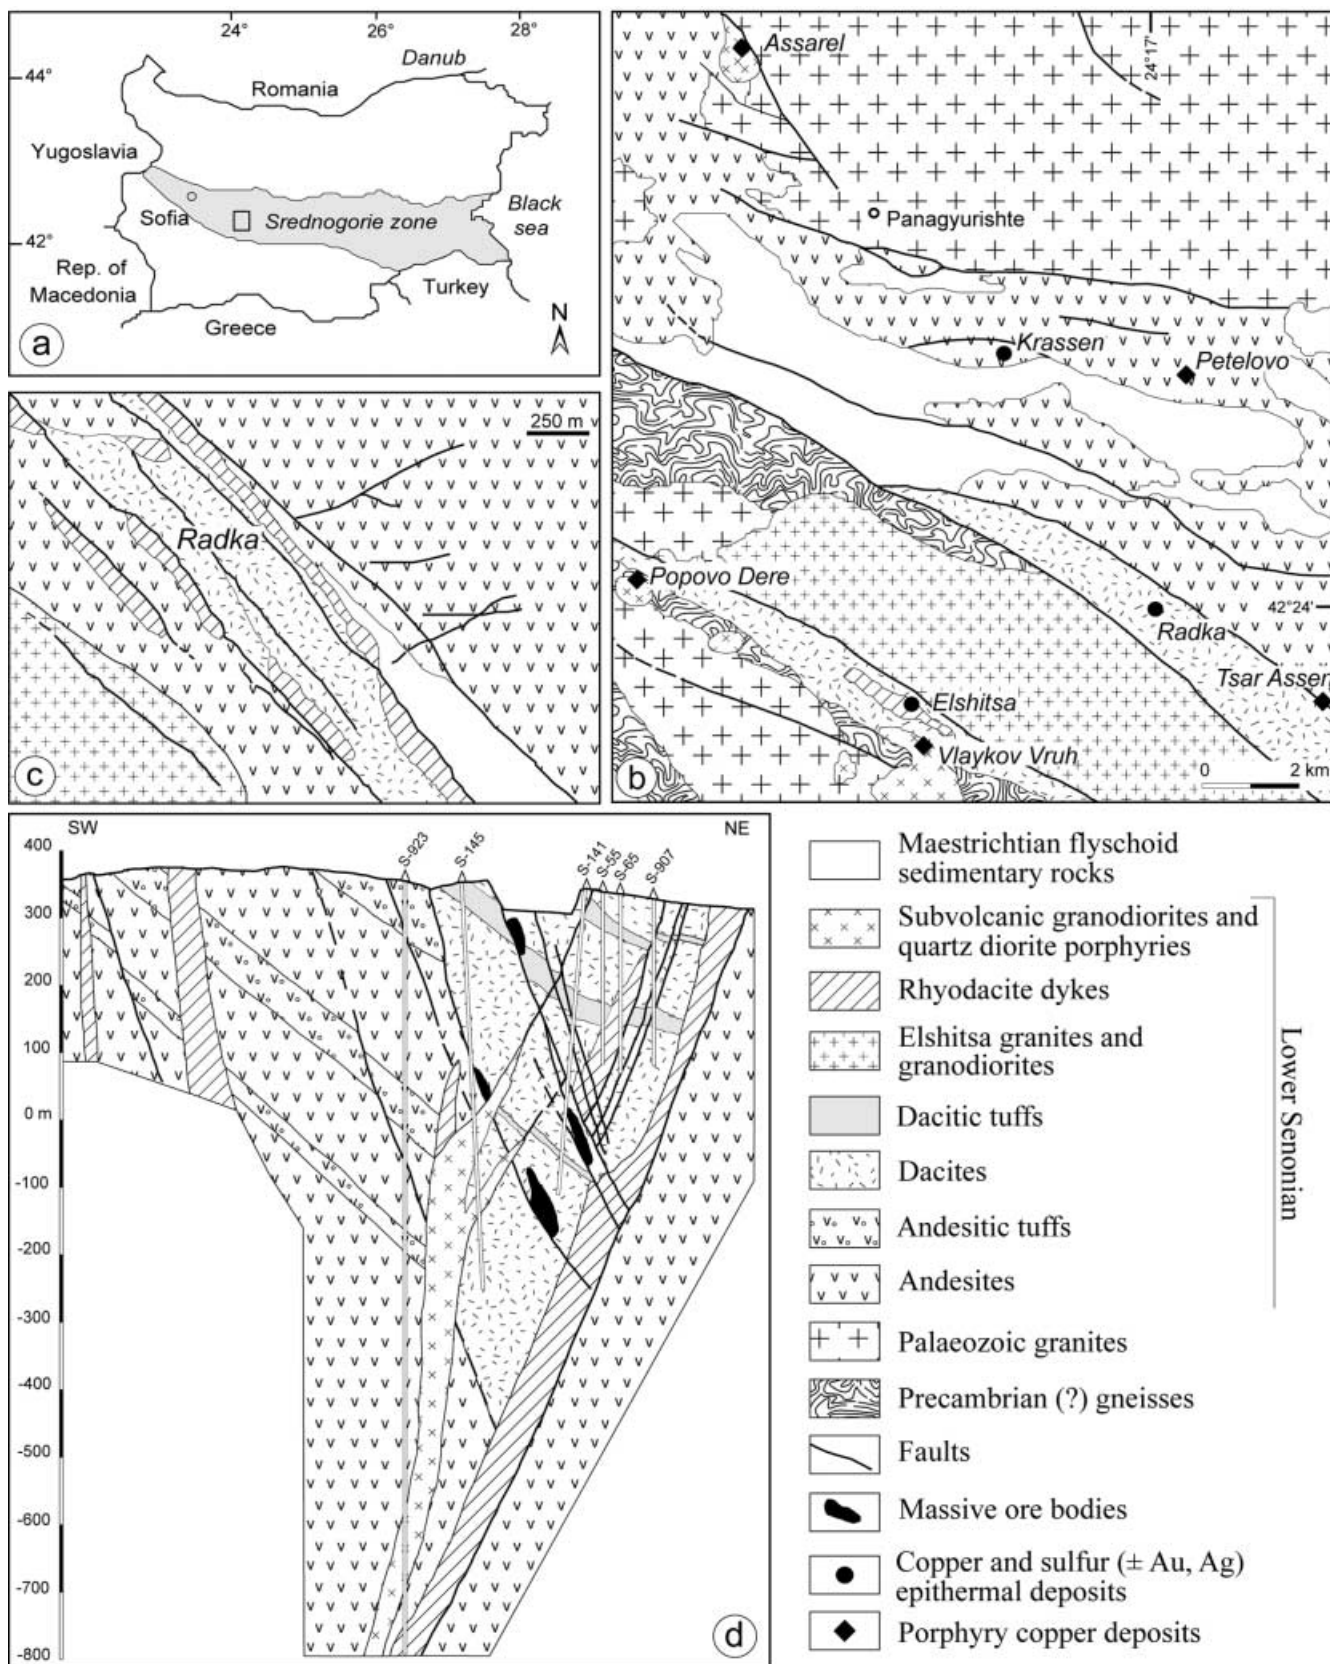 24°
26°
28°
44°
Danub
Romania
Yugoslavia
Sofia
Srednogorie zone
Black
sea
42°
Rep. of
Macedonia
Turkey
Greece
N
a
Assarel
24°17'
Panagyurishte
Krassen
Petelovo
Popovo Dere
42°24'
Radka
Tsar Assen
Elshitsa
Vlaykov Vruh
0 2 km
b
250 m
Radka
c
SW
NE
S-923
S-145
S-141
S-55
S-65
S-907
400
300
200
100
0 m
-100
-200
-300
-400
-500
-600
-700
-800
d
Maestrichtian flyschoid
sedimentary rocks
Subvolcanic granodiorites and
quartz diorite porphyries
Rhyodacite dykes
Elshitsa granites and
granodiorites
Dacitic tuffs
Dacites
Andesitic tuffs
Andesites
Lower Senonian
Palaeozoic granites
Precambrian (?) gneisses
Faults
Massive ore bodies
Copper and sulfur (± Au, Ag)
epithermal deposits
Porphyry copper deposits